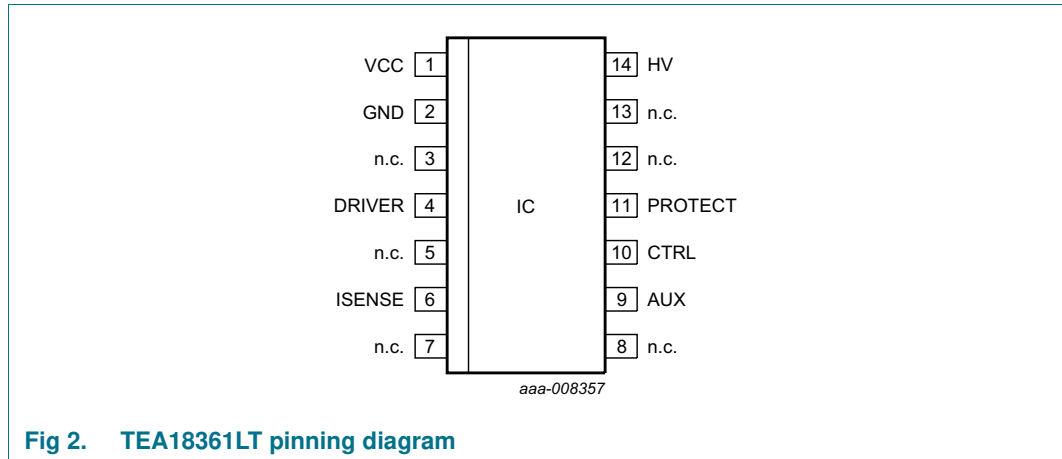 VCC 1 14 HV
GND 2 13 n.c.
n.c. 3 12 n.c.
DRIVER 4 IC 11 PROTECT
n.c. 5 10 CTRL
ISENSE 6 9 AUX
n.c. 7 8 n.c.
aaa-008357
Fig 2. TEA18361LT pinning diagram